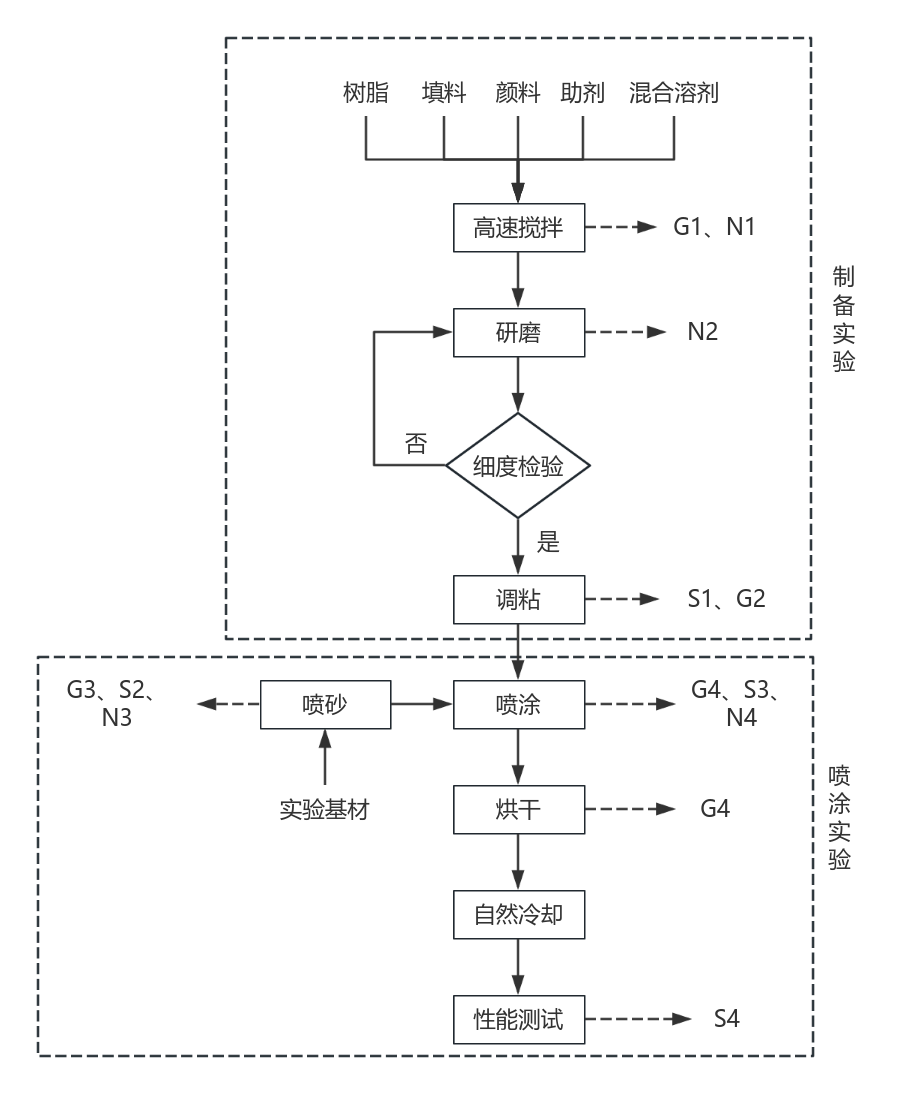 树脂
填料
颜料
助剂
混合溶剂
高速搅拌
G1、N1
制备实验
研磨
N2
否
细度检验
是
调粘
S1、G2
G3、S2、
N3
喷砂
喷涂
G4、S3、
N4
喷涂实验
实验基材
烘干
G4
自然冷却
性能测试
S4